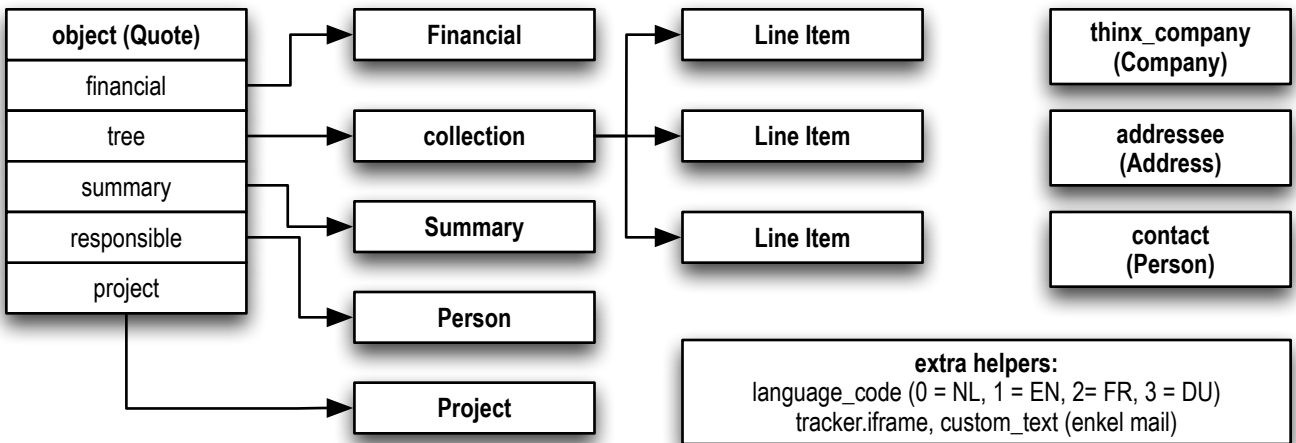 object (Quote)
financial
tree
summary
responsible
project
Financial
collection
Summary
Person
Project
Line Item
Line Item
Line Item
thinx_company
(Company)
addressee
(Address)
contact
(Person)
extra helpers:
language_code (0 = NL, 1 = EN, 2= FR, 3 = DU)
tracker.iframe, custom_text (enkel mail)